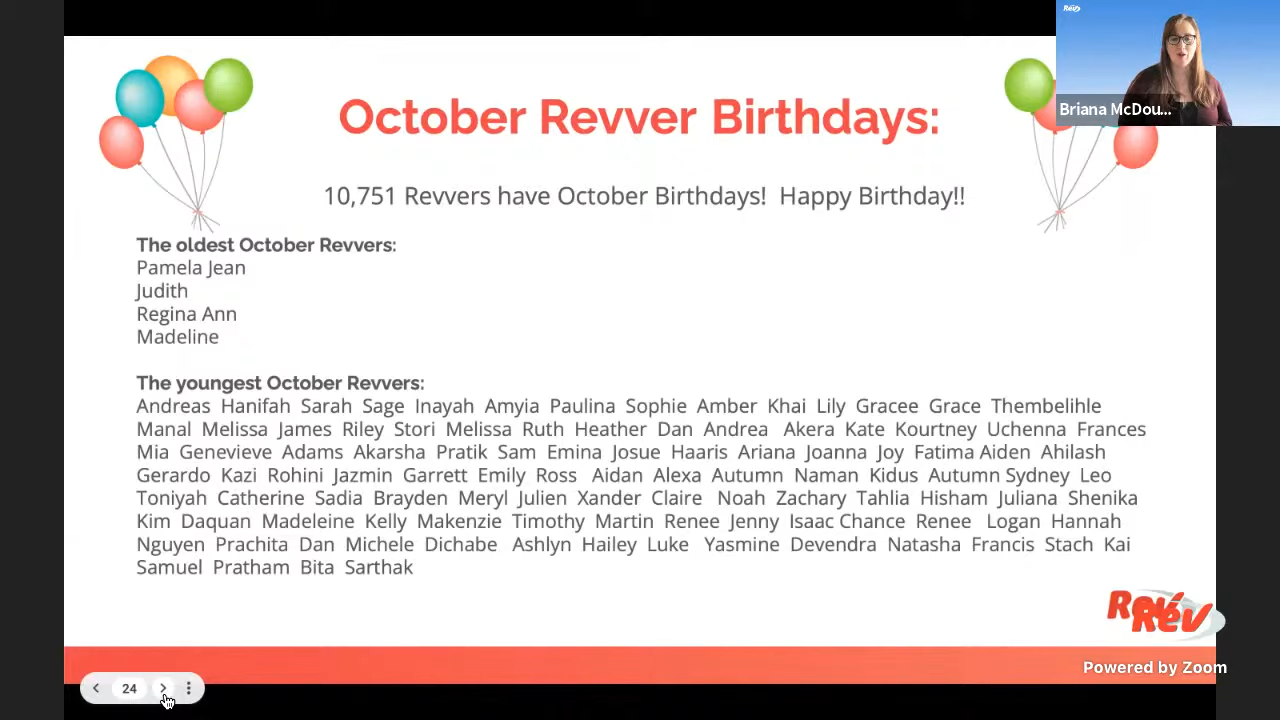 Rev
Briana McDou...
October Revver Birthdays:
10,751 Revvers have October Birthdays! Happy Birthday!!
The oldest October Revvers:
Pamela Jean
Judith
Regina Ann
Madeline
The youngest October Revvers:
Andreas Hanifah Sarah Sage Inayah Amyia Paulina Sophie Amber Khai Lily Gracee Grace Thembelihle
Manal Melissa James Riley Stori Melissa Ruth Heather Dan Andrea Akera Kate Kourtney Uchenna Frances
Mia Genevieve Adams Akarsha Pratik Sam Emina Josue Haaris Ariana Joanna Joy Fatima Aiden Ahilash
Gerardo Kazi Rohini Jazmin Garrett Emily Ross Aidan Alexa Autumn Naman Kidus Autumn Sydney Leo
Toniyah Catherine Sadia Brayden Meryl Julien Xander Claire Noah Zachary Tahlia Hisham Juliana Shenika
Kim Daquan Madeleine Kelly Makenzie Timothy Martin Renee Jenny Isaac Chance Renee Logan Hannah
Nguyen Prachita Dan Michele Dichabe Ashlyn Hailey Luke Yasmine Devendra Natasha Francis Stach Kai
Samuel Pratham Bita Sarthak
Rev
Rev
Powered by Zoom
24